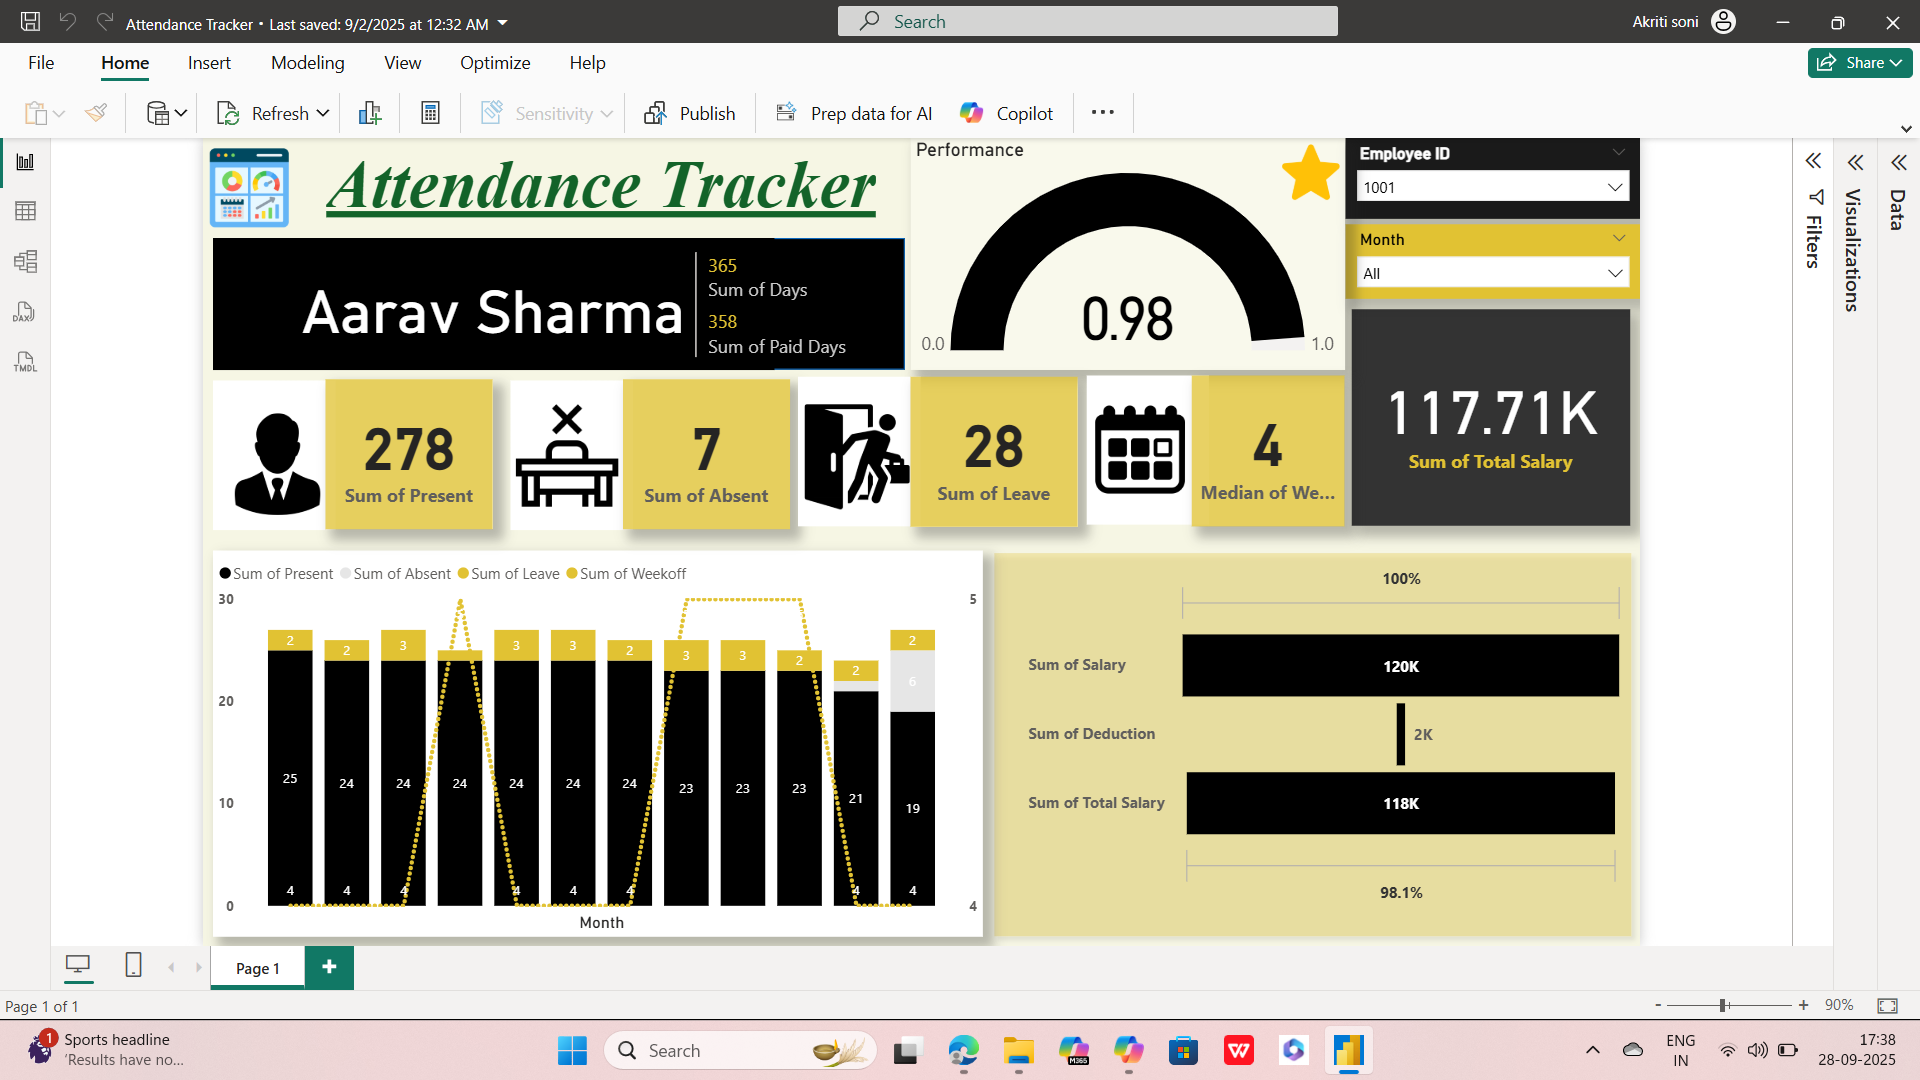 Attendance Tracker • Last saved: 9/2/2025 at 12:32 AM
Search
Akriti soni
File Home Insert Modeling View Optimize Help
Share
Refresh
Sensitivity
Publish
Prep data for AI
Copilot
DAX
TMDL
Attendance Tracker
Aarav Sharma
365
Sum of Days
358
Sum of Paid Days
Performance
0.98
0.0
1.0
Employee ID
1001
Month
All
Filters
Visualizations
Data
278
Sum of Present
7
Sum of Absent
28
Sum of Leave
4
Median of We...
117.71K
Sum of Total Salary
Sum of Present Sum of Absent Sum of Leave Sum of Weekoff
30
5
2 2 3 3 3 2 3 3 2 2 2
6
20
25 24 24 24 24 24 24 23 23 23 21 19
10
4 4 4 4 4 4 4 4
0
4
Month
100%
Sum of Salary
120K
Sum of Deduction
2K
Sum of Total Salary
118K
98.1%
Page 1
Page 1 of 1
- + 90%
1
Sports headline
'Results have no...
Search
M365
ENG
IN
17:38
28-09-2025